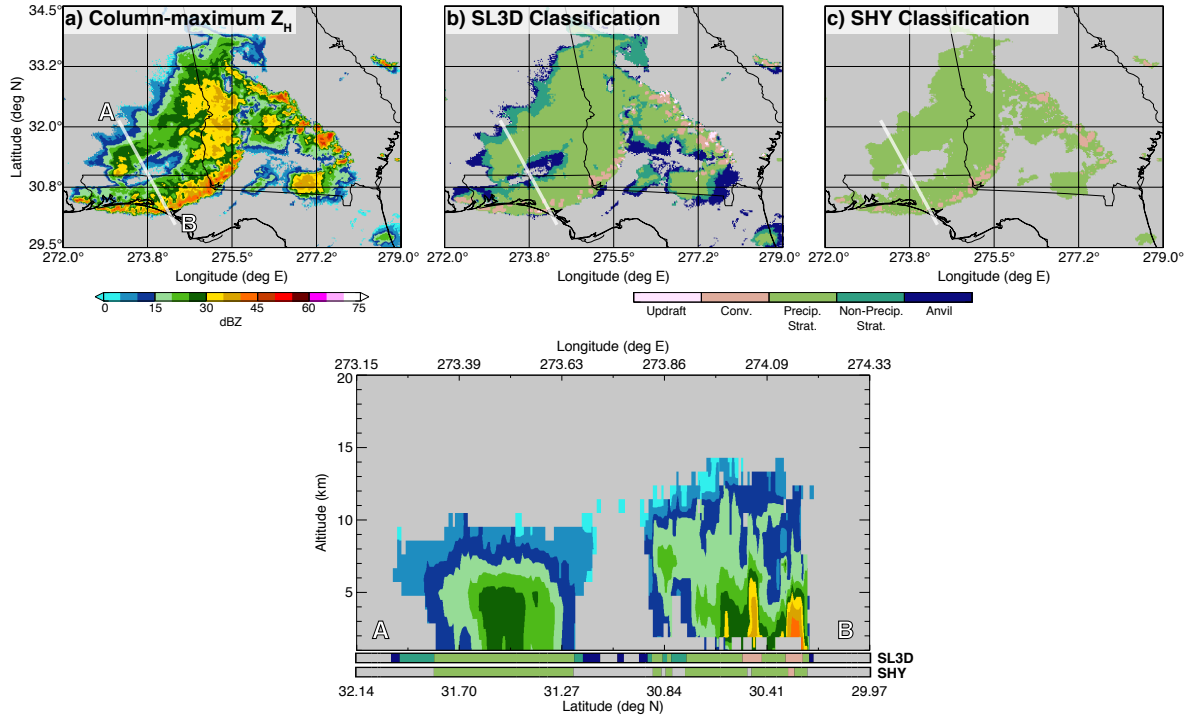 a) Column-maximum ZH
b) SL3D Classification
c) SHY Classification
34.5°
33.2°
32.0°
30.8°
29.5°
Latitude (deg N)
A
B
272.0 273.8 275.5 277.2 279.0
272.0 273.8 275.5 277.2 279.0
272.0 273.8 275.5 277.2 279.0
Longitude (deg E)
Longitude (deg E)
Longitude (deg E)
0 15 30 45 60 75
dBZ
Updraft Conv. Precip. Strat. Non-Precip. Strat. Anvil
Longitude (deg E)
273.15 273.39 273.63 273.86 274.09 274.33
20
15
10
5
Altitude (km)
A
B
SL3D
SHY
32.14 31.70 31.27 30.84 30.41 29.97
Latitude (deg N)